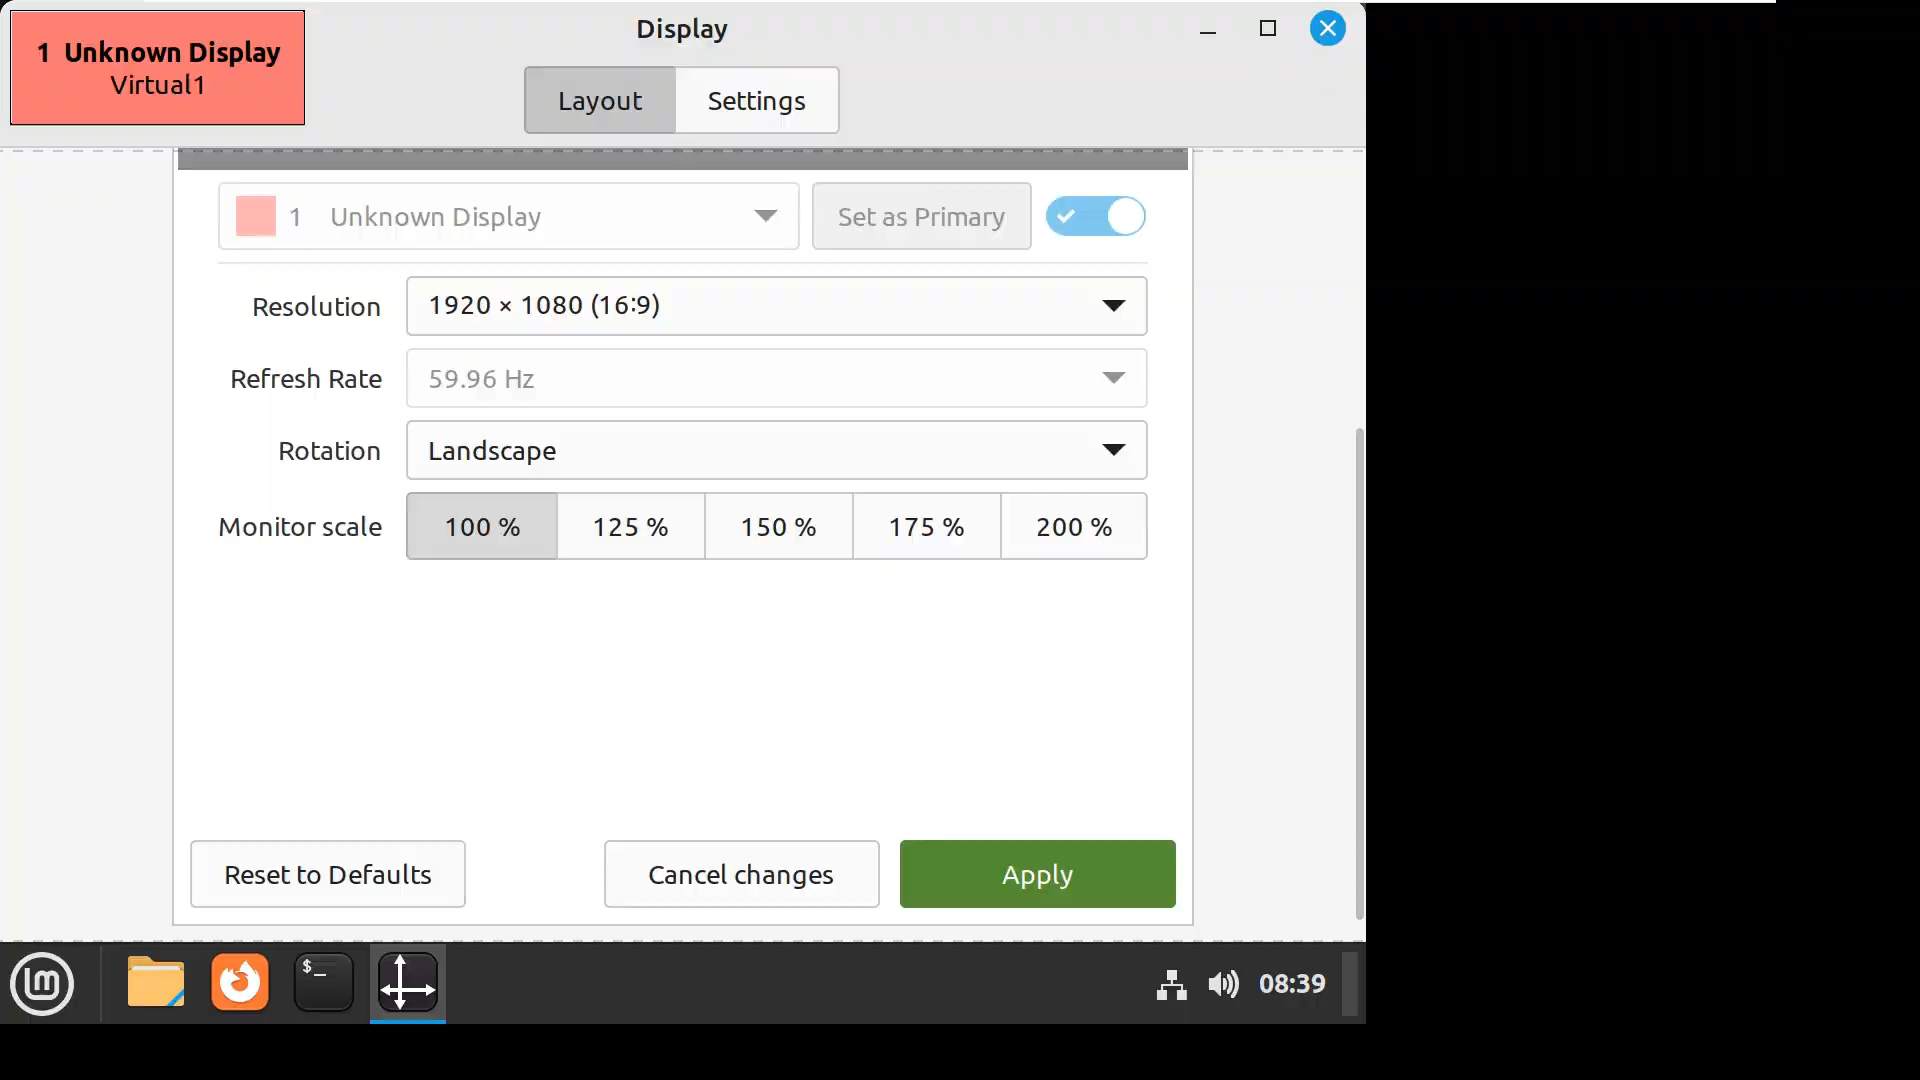 1 Unknown Display
Virtual1
Display
Layout
Settings
1 Unknown Display
Set as Primary
Resolution
1920 × 1080 (16:9)
Refresh Rate
59.96 Hz
Rotation
Landscape
Monitor scale
100 %
125 %
150 %
175 %
200 %
Reset to Defaults
Cancel changes
Apply
$_
08:39